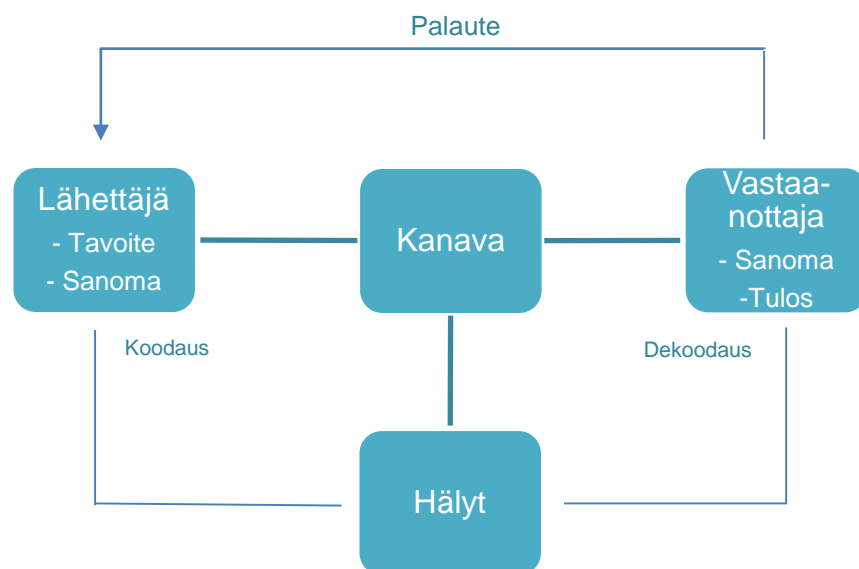 Palaute
Lähettäjä
- Tavoite
- Sanoma
Kanava
Vastaa-
nottaja
- Sanoma
-Tulos
Koodaus
Dekoodaus
Hälyt